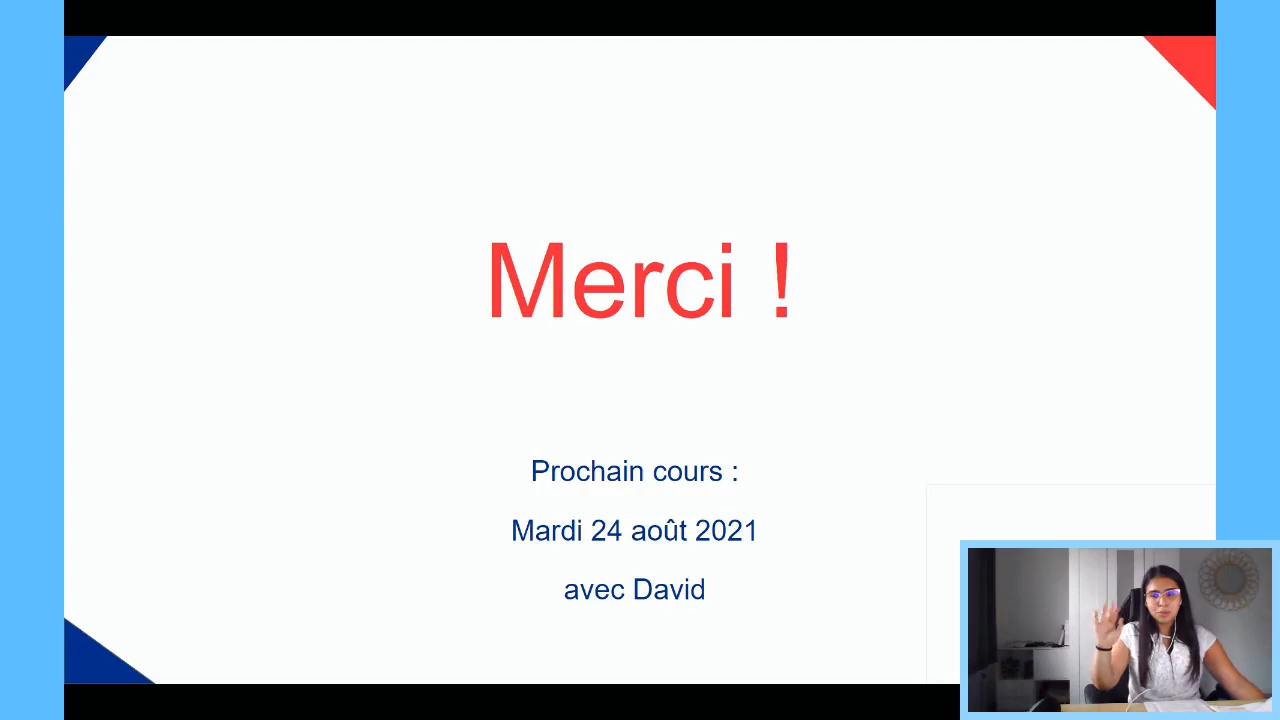 Merci !
Prochain cours :
Mardi 24 août 2021
avec David